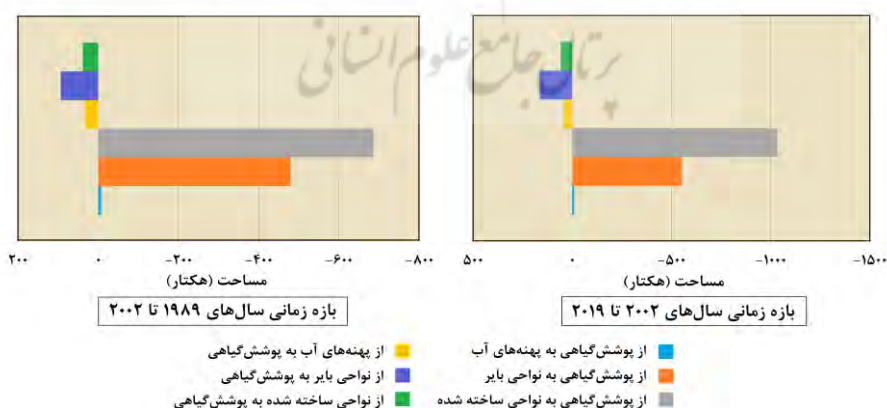 پرتال جامع علوم انسانی
۲۰۰ ۰ -۲۰۰ -۴۰۰ -۶۰۰ -۸۰۰
مساحت (هکتار)
بازه زمانی سال‌های ۱۹۸۹ تا ۲۰۰۲
۵۰۰ ۰ -۵۰۰ -۱۰۰۰ -۱۵۰۰
مساحت (هکتار)
بازه زمانی سال‌های ۲۰۰۲ تا ۲۰۱۹
از پوشش‌گیاهی به پهنه‌های آب
از پوشش‌گیاهی به نواحی بایر
از پوشش‌گیاهی به نواحی ساخته شده
از پهنه‌های آب به پوشش‌گیاهی
از نواحی بایر به پوشش‌گیاهی
از نواحی ساخته شده به پوشش‌گیاهی